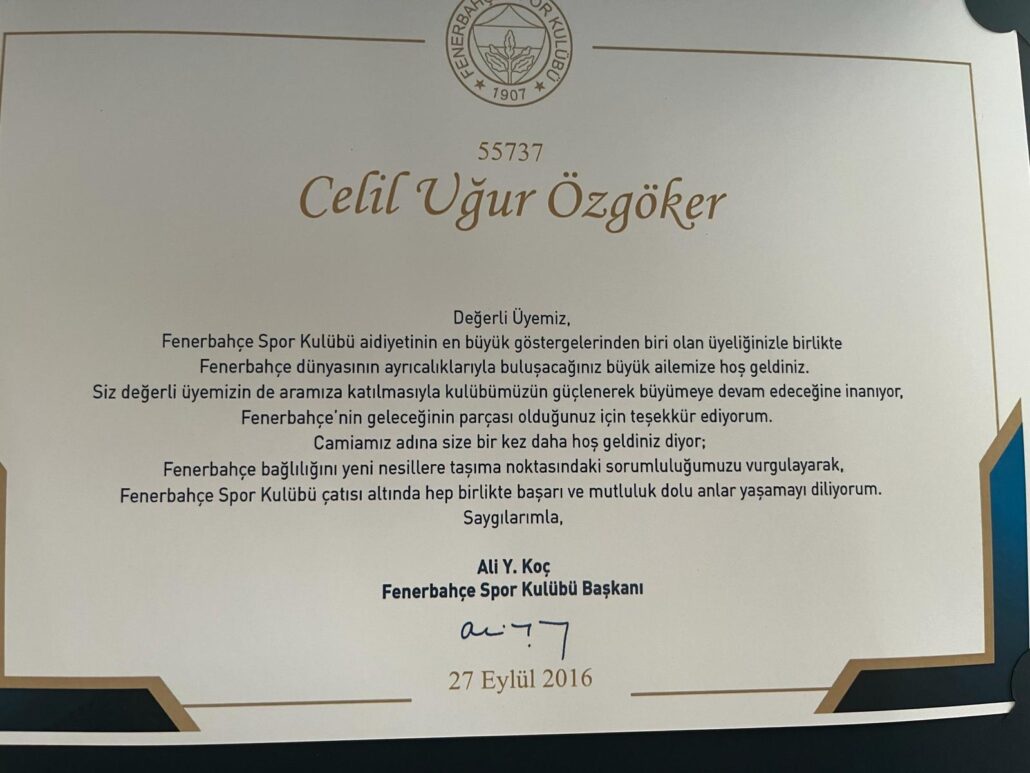 FENERBAHÇE SPOR KULÜBÜ
★ 1907 ★
55737
Celil Uğur Özgöker
Değerli Üyemiz,
Fenerbahçe Spor Kulübü aidiyetinin en büyük göstergelerinden biri olan üyeliğinizle birlikte
Fenerbahçe dünyasının ayrıcalıklarıyla buluşacağınız büyük ailemize hoş geldiniz.
Siz değerli üyemizin de aramıza katılmasıyla kulübümüzün güçlenerek büyümeye devam edeceğine inanıyor,
Fenerbahçe'nin geleceğinin parçası olduğunuz için teşekkür ediyorum.
Camiamız adına size bir kez daha hoş geldiniz diyor;
Fenerbahçe bağlılığını yeni nesillere taşıma noktasındaki sorumluluğumuzu vurgulayarak,
Fenerbahçe Spor Kulübü çatısı altında hep birlikte başarı ve mutluluk dolu anlar yaşamayı diliyorum.
Saygılarımla,
Ali Y. Koç
Fenerbahçe Spor Kulübü Başkanı
27 Eylül 2016